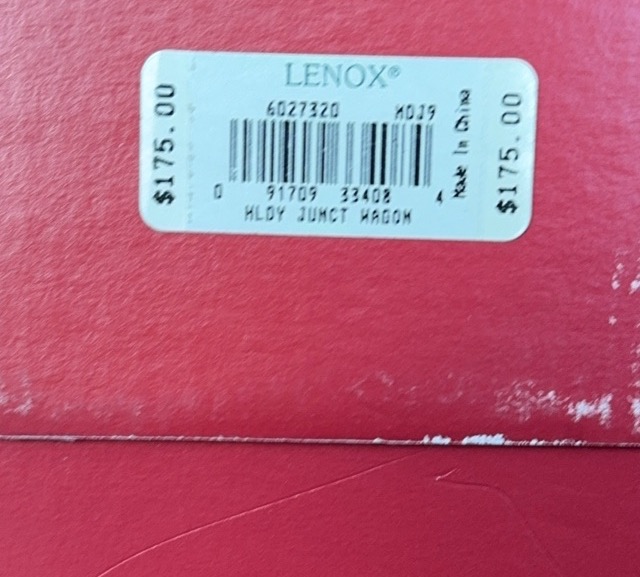 LENOX®
6027320 HDJ9
0 91709 33408 4
HLDY JUNCT WAGON
$175.00
Made In China
$175.00